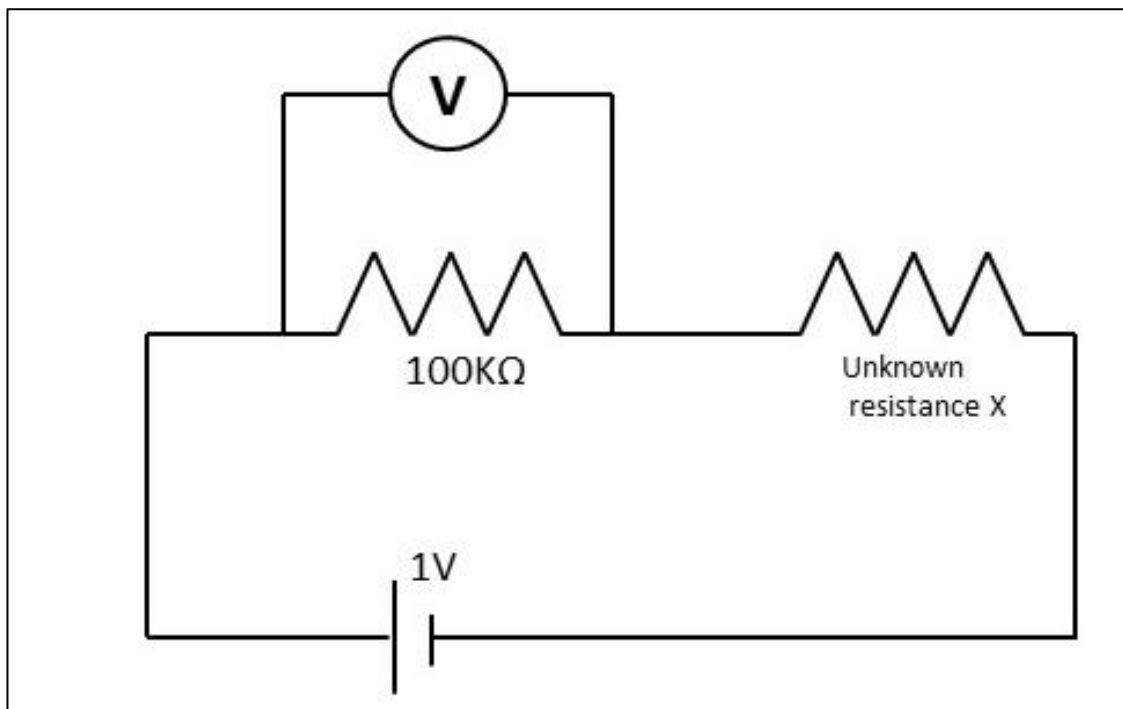 V
100KΩ
Unknown
resistance X
1V